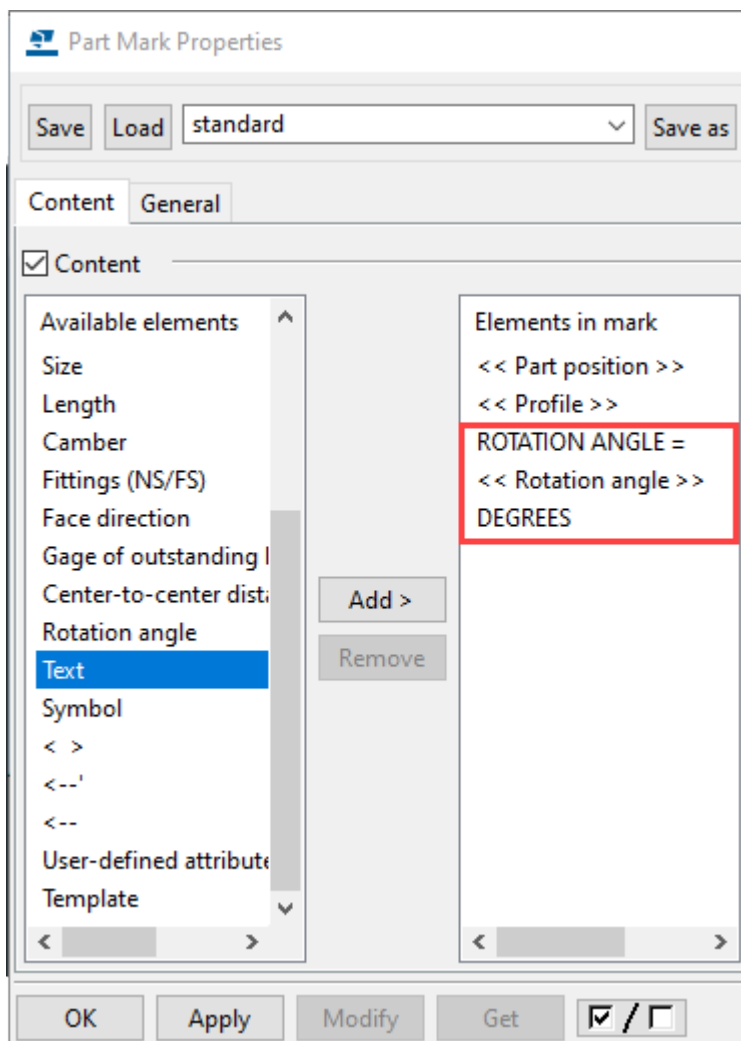 Part Mark Properties
Save Load standard Save as
Content General
Content
Available elements
Size
Length
Camber
Fittings (NS/FS)
Face direction
Gage of outstanding l
Center-to-center dista
Rotation angle
Text
Symbol
< >
<--'
<--
User-defined attribute
Template
Add >
Remove
Elements in mark
<< Part position >>
<< Profile >>
ROTATION ANGLE =
<< Rotation angle >>
DEGREES
OK Apply Modify Get /